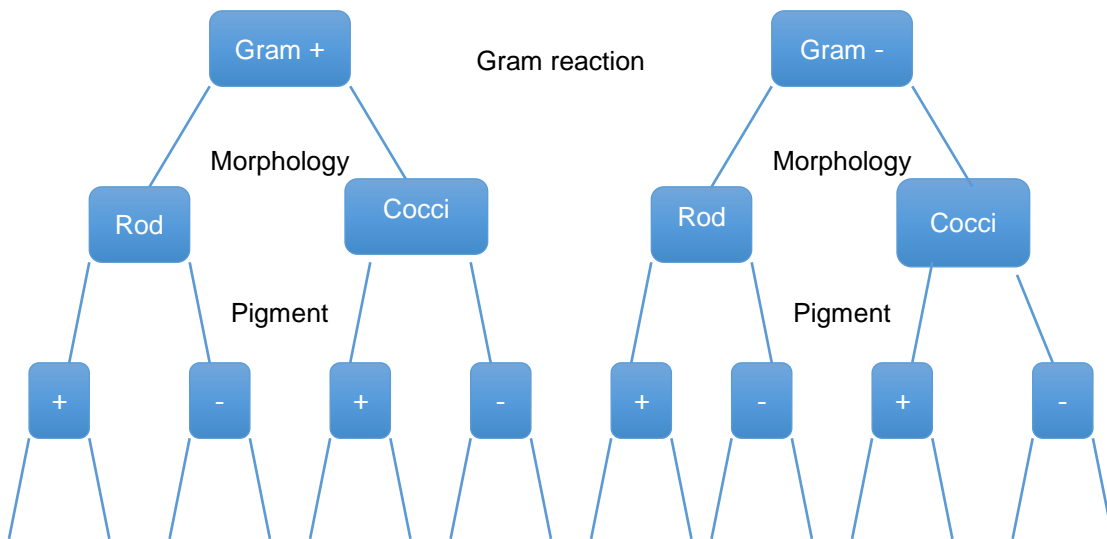 Gram +
Gram reaction
Gram -
Morphology
Morphology
Rod
Cocci
Rod
Cocci
Pigment
Pigment
+
-
+
-
+
-
+
-